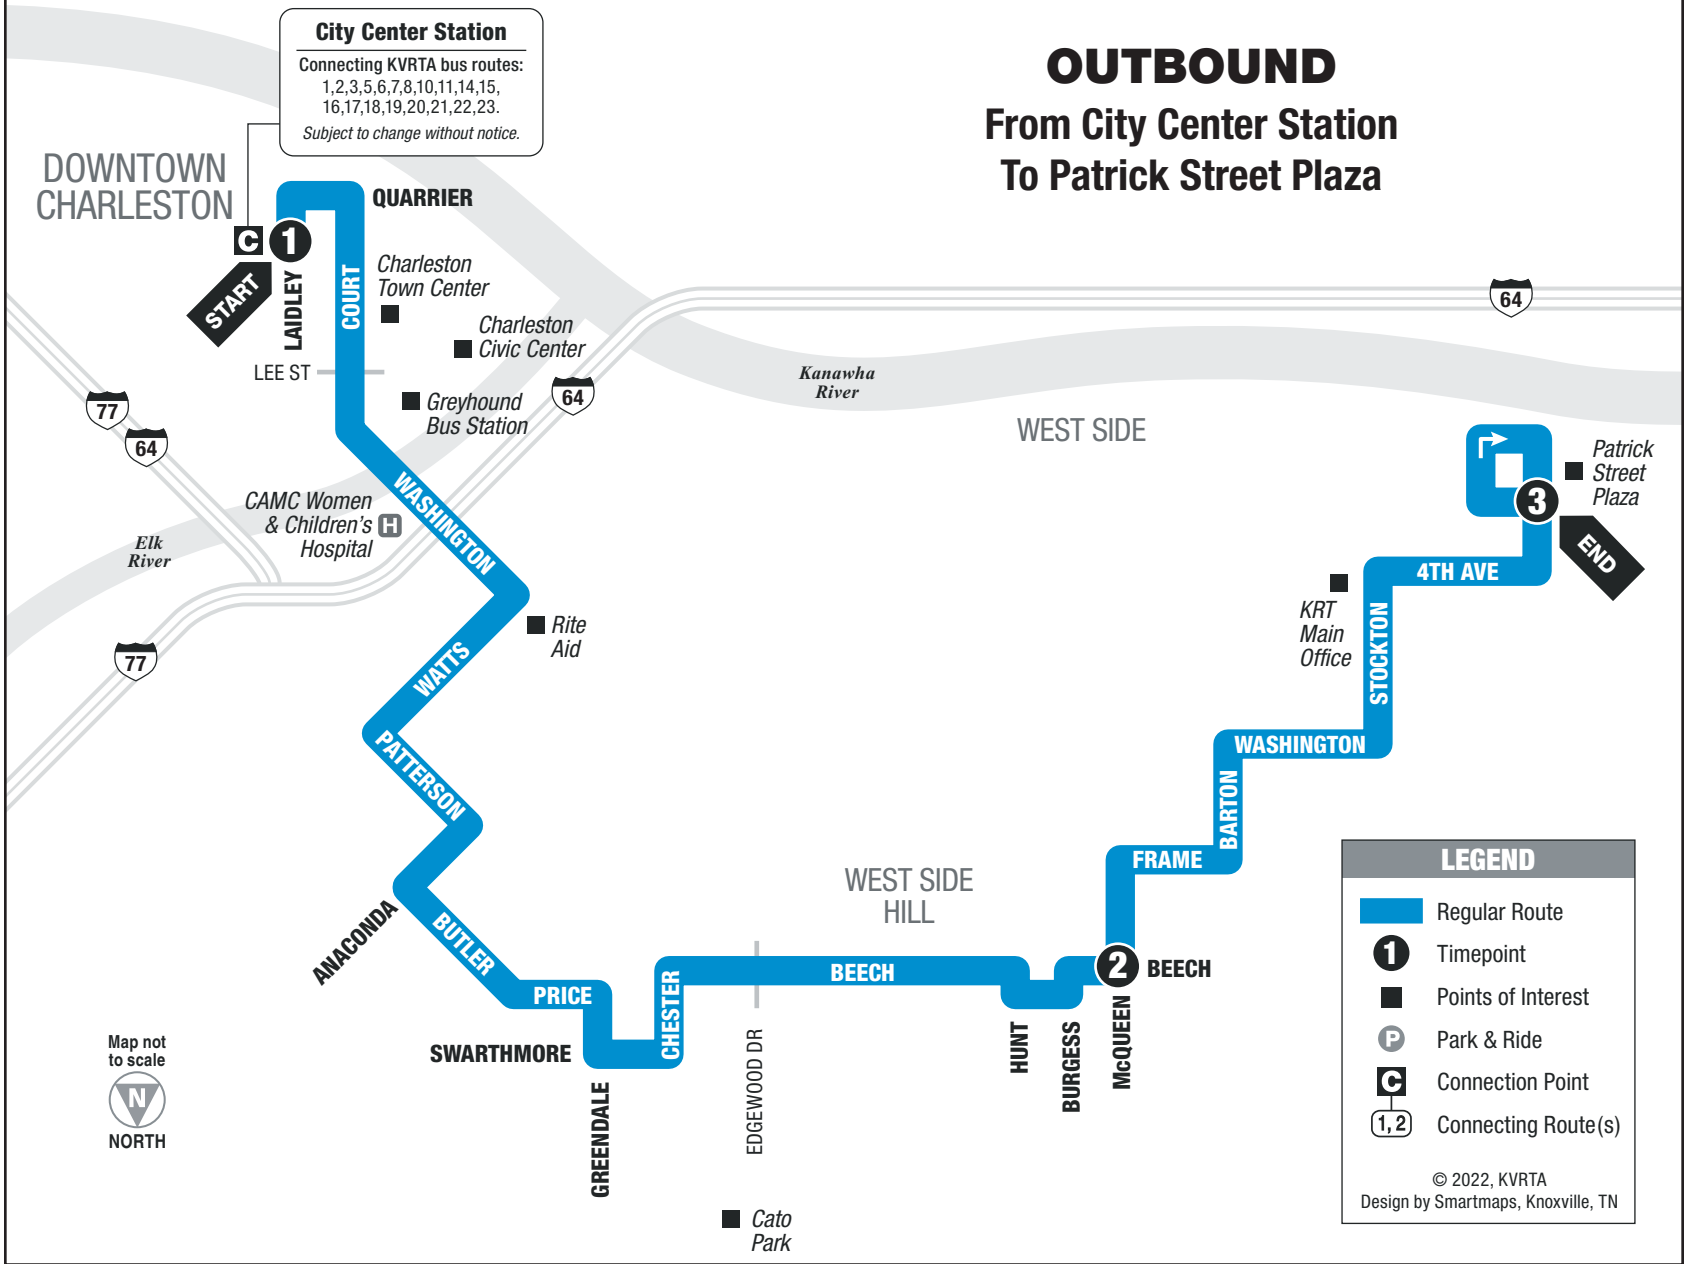 City Center Station
Connecting KVRTA bus routes:
1,2,3,5,6,7,8,10,11,14,15,
16,17,18,19,20,21,22,23.
Subject to change without notice.
OUTBOUND
From City Center Station
To Patrick Street Plaza
DOWNTOWN
CHARLESTON
QUARRIER
C
1
START
LAIDLEY
COURT
Charleston
Town Center
Charleston
Civic Center
LEE ST
Greyhound
Bus Station
64
64
77
64
77
Kanawha
River
WEST SIDE
Patrick
Street
Plaza
3
END
CAMC Women
& Children's
Hospital
H
WASHINGTON
Elk
River
4TH AVE
KRT
Main
Office
STOCKTON
Rite
Aid
WATTS
PATTERSON
WASHINGTON
BARTON
FRAME
WEST SIDE
HILL
ANACONDA
BUTLER
PRICE
SWARTHMORE
GREENDALE
CHESTER
BEECH
EDGEWOOD DR
HUNT
BURGESS
McQUEEN
2
BEECH
Cato
Park
Map not
to scale
N
NORTH
LEGEND
Regular Route
1
Timepoint
Points of Interest
P
Park & Ride
C
Connection Point
1, 2
Connecting Route(s)
© 2022, KVRTA
Design by Smartmaps, Knoxville, TN